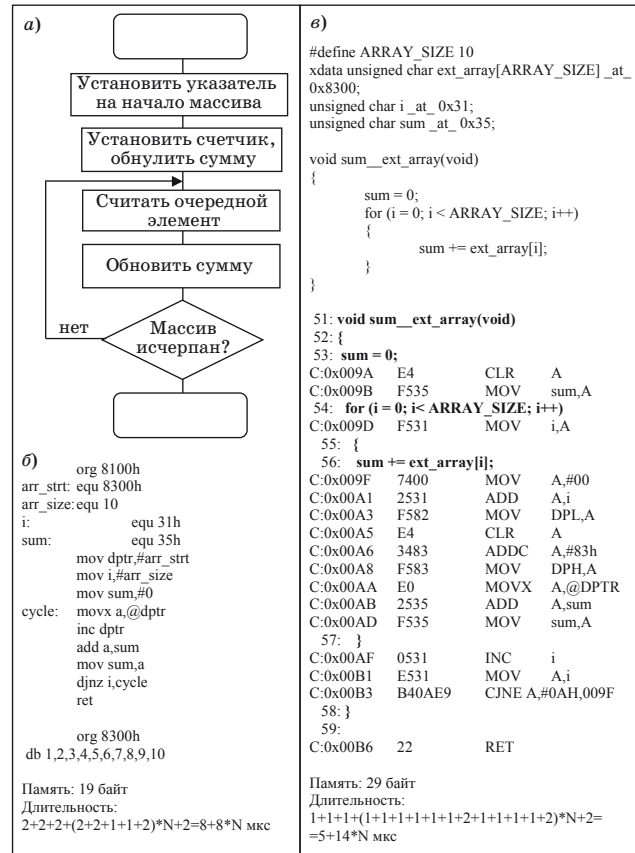 а)
Установить указатель
на начало массива
Установить счетчик,
обнулить сумму
Считать очередной
элемент
Обновить сумму
нет
Массив
исчерпан?
б)
org 8100h
arr_strt: equ 8300h
arr_size:equ 10
i: equ 31h
sum: equ 35h
mov dptr,#arr_strt
mov i,#arr_size
mov sum,#0
cycle: movx a,@dptr
inc dptr
add a,sum
mov sum,a
djnz i,cycle
ret
org 8300h
db 1,2,3,4,5,6,7,8,9,10
Память: 19 байт
Длительность:
2+2+2+(2+2+1+1+2)*N+2=8+8*N мкс
в)
#define ARRAY_SIZE 10
xdata unsigned char ext_array[ARRAY_SIZE] _at_
0x8300;
unsigned char i _at_ 0x31;
unsigned char sum _at_ 0x35;
void sum__ext_array(void)
{
sum = 0;
for (i = 0; i < ARRAY_SIZE; i++)
{
sum += ext_array[i];
}
}
51: void sum__ext_array(void)
52: {
53: sum = 0;
C:0x009A E4 CLR A
C:0x009B F535 MOV sum,A
54: for (i = 0; i< ARRAY_SIZE; i++)
C:0x009D F531 MOV i,A
55: {
56: sum += ext_array[i];
C:0x009F 7400 MOV A,#00
C:0x00A1 2531 ADD A,i
C:0x00A3 F582 MOV DPL,A
C:0x00A5 E4 CLR A
C:0x00A6 3483 ADDC A,#83h
C:0x00A8 F583 MOV DPH,A
C:0x00AA E0 MOVX A,@DPTR
C:0x00AB 2535 ADD A,sum
C:0x00AD F535 MOV sum,A
57: }
C:0x00AF 0531 INC i
C:0x00B1 E531 MOV A,i
C:0x00B3 B40AE9 CJNE A,#0AH,009F
58: }
59:
C:0x00B6 22 RET
Память: 29 байт
Длительность:
1+1+1+(1+1+1+1+1+1+2+1+1+1+1+2)*N+2=
=5+14*N мкс